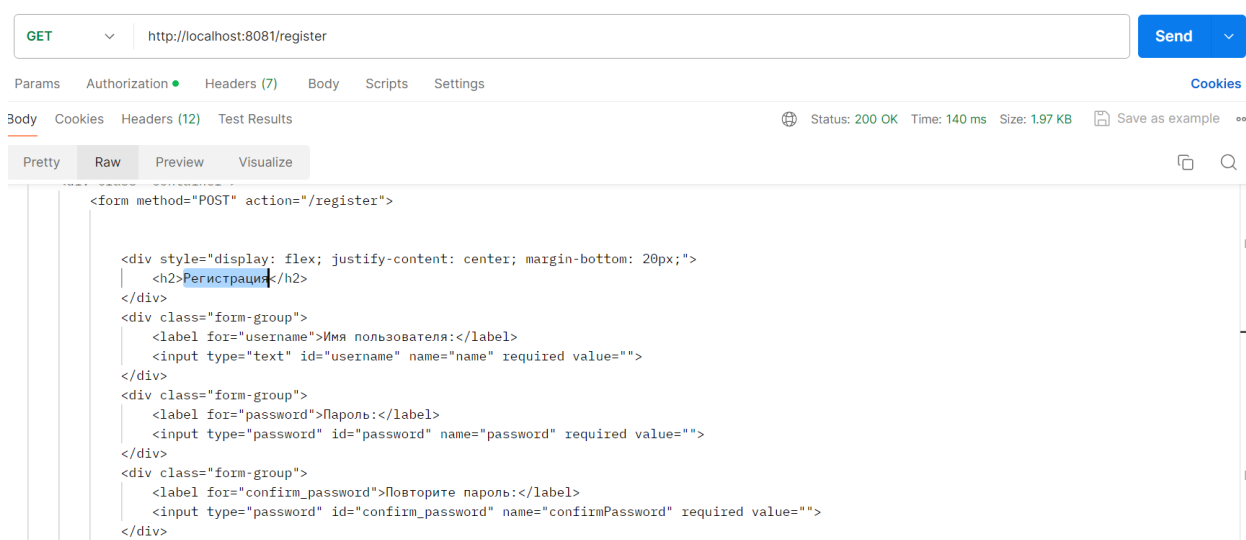 GET http://localhost:8081/register Send
Params Authorization Headers (7) Body Scripts Settings Cookies
Body Cookies Headers (12) Test Results Status: 200 OK Time: 140 ms Size: 1.97 KB Save as example
Pretty Raw Preview Visualize
<form method="POST" action="/register">
<div style="display: flex; justify-content: center; margin-bottom: 20px;">
<h2>Регистрация</h2>
</div>
<div class="form-group">
<label for="username">Имя пользователя:</label>
<input type="text" id="username" name="name" required value="">
</div>
<div class="form-group">
<label for="password">Пароль:</label>
<input type="password" id="password" name="password" required value="">
</div>
<div class="form-group">
<label for="confirm_password">Повторите пароль:</label>
<input type="password" id="confirm_password" name="confirmPassword" required value="">
</div>